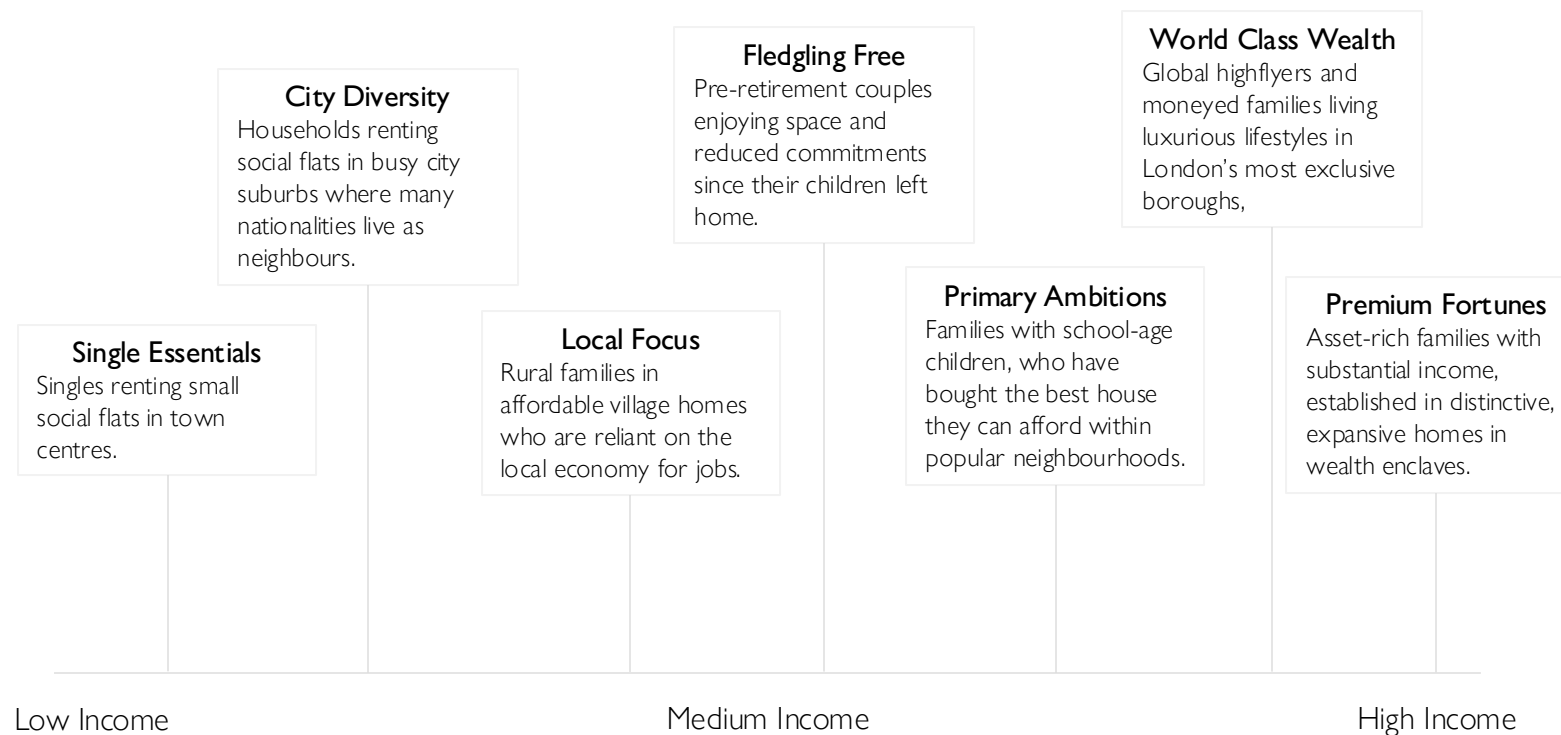 Single Essentials
Singles renting small
social flats in town
centres.
City Diversity
Households renting
social flats in busy city
suburbs where many
nationalities live as
neighbours.
Local Focus
Rural families in
affordable village homes
who are reliant on the
local economy for jobs.
Fledgling Free
Pre-retirement couples
enjoying space and
reduced commitments
since their children left
home.
Primary Ambitions
Families with school-age
children, who have
bought the best house
they can afford within
popular neighbourhoods.
World Class Wealth
Global highflyers and
moneyed families living
luxurious lifestyles in
London’s most exclusive
boroughs,
Premium Fortunes
Asset-rich families with
substantial income,
established in distinctive,
expansive homes in
wealth enclaves.
Low Income
Medium Income
High Income